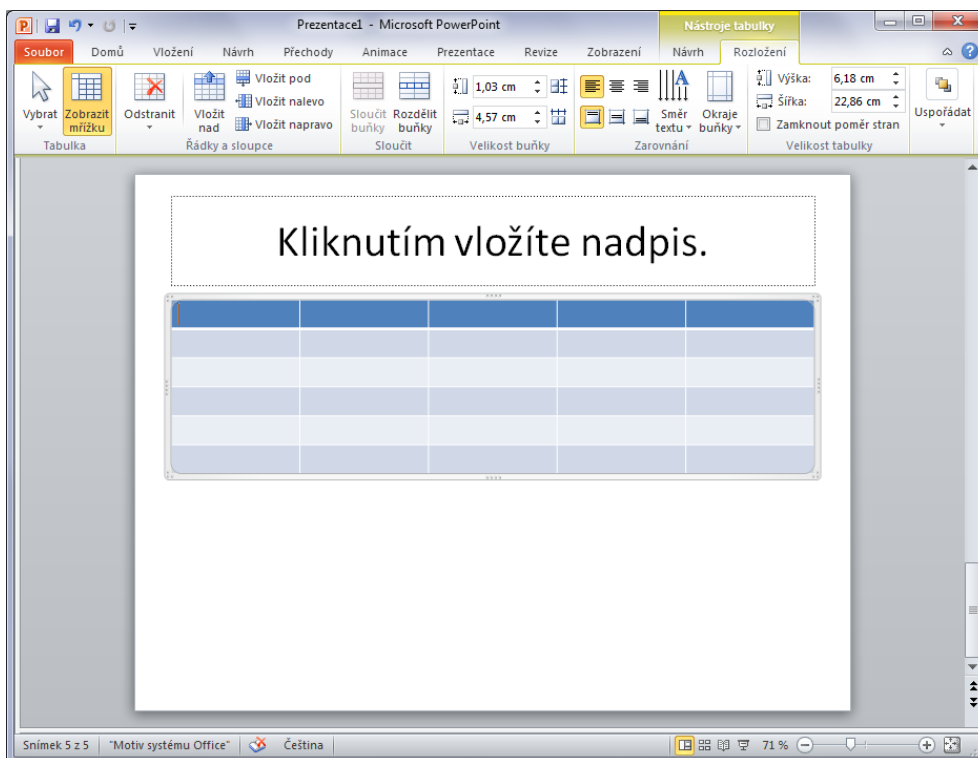 Prezentace1 - Microsoft PowerPoint
Nástroje tabulky
Soubor Domů Vložení Návrh Přechody Animace Prezentace Revize Zobrazení Návrh Rozložení
Vybrat
Zobrazit mřížku
Tabulka
Odstranit
Vložit nad
Vložit pod
Vložit nalevo
Vložit napravo
Řádky a sloupce
Sloučit buňky
Rozdělit buňky
Sloučit
1,03 cm
4,57 cm
Velikost buňky
Směr textu
Okraje buňky
Zarovnání
Výška: 6,18 cm
Šířka: 22,86 cm
Zamknout poměr stran
Velikost tabulky
Uspořádat
Kliknutím vložíte nadpis.
Snímek 5 z 5 "Motiv systému Office" Čeština 71 %